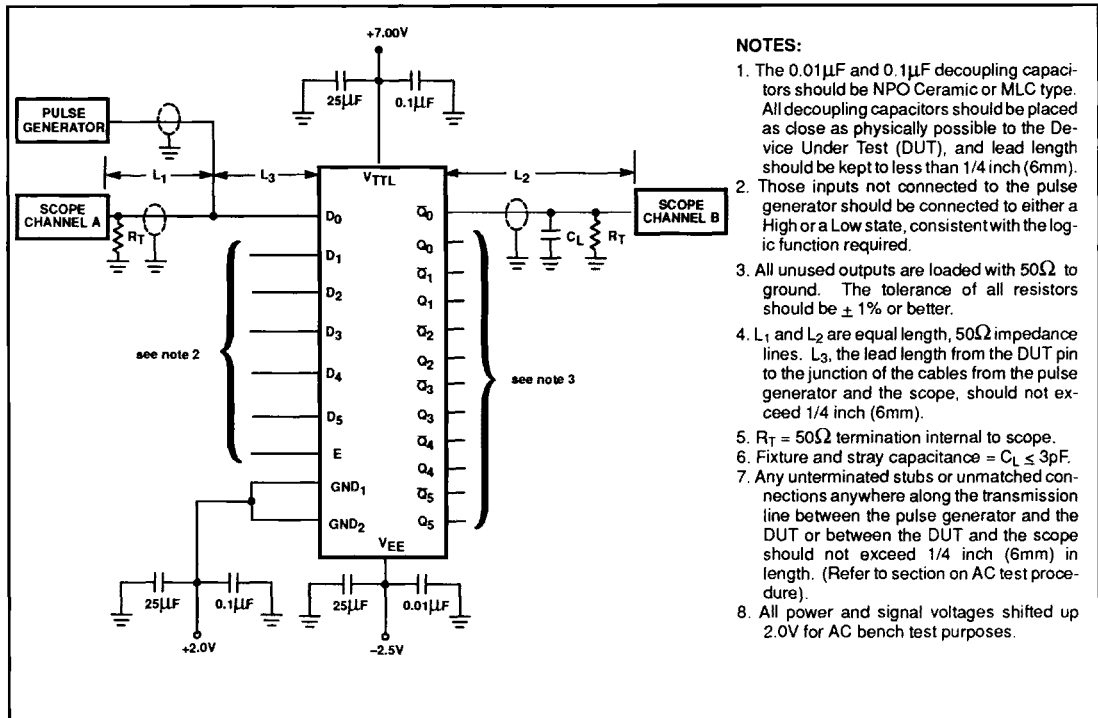 +7.00V
25µF
0.1µF
PULSE
GENERATOR
L1
L3
L2
SCOPE
CHANNEL A
RT
VTTL
D0
D1
D2
D3
D4
D5
E
GND1
GND2
VEE
Q̅0
Q0
Q̅1
Q1
Q̅2
Q2
Q̅3
Q3
Q̅4
Q4
Q̅5
Q5
CL
RT
SCOPE
CHANNEL B
see note 2
see note 3
25µF
0.1µF
+2.0V
25µF
0.01µF
–2.5V
NOTES:
1. The 0.01µF and 0.1µF decoupling capaci-
tors should be NPO Ceramic or MLC type.
All decoupling capacitors should be placed
as close as physically possible to the De-
vice Under Test (DUT), and lead length
should be kept to less than 1/4 inch (6mm).
2. Those inputs not connected to the pulse
generator should be connected to either a
High or a Low state, consistent with the log-
ic function required.
3. All unused outputs are loaded with 50Ω to
ground. The tolerance of all resistors
should be ± 1% or better.
4. L1 and L2 are equal length, 50Ω impedance
lines. L3, the lead length from the DUT pin
to the junction of the cables from the pulse
generator and the scope, should not ex-
ceed 1/4 inch (6mm).
5. RT = 50Ω termination internal to scope.
6. Fixture and stray capacitance = CL ≤ 3pF.
7. Any unterminated stubs or unmatched con-
nections anywhere along the transmission
line between the pulse generator and the
DUT or between the DUT and the scope
should not exceed 1/4 inch (6mm) in
length. (Refer to section on AC test proce-
dure).
8. All power and signal voltages shifted up
2.0V for AC bench test purposes.